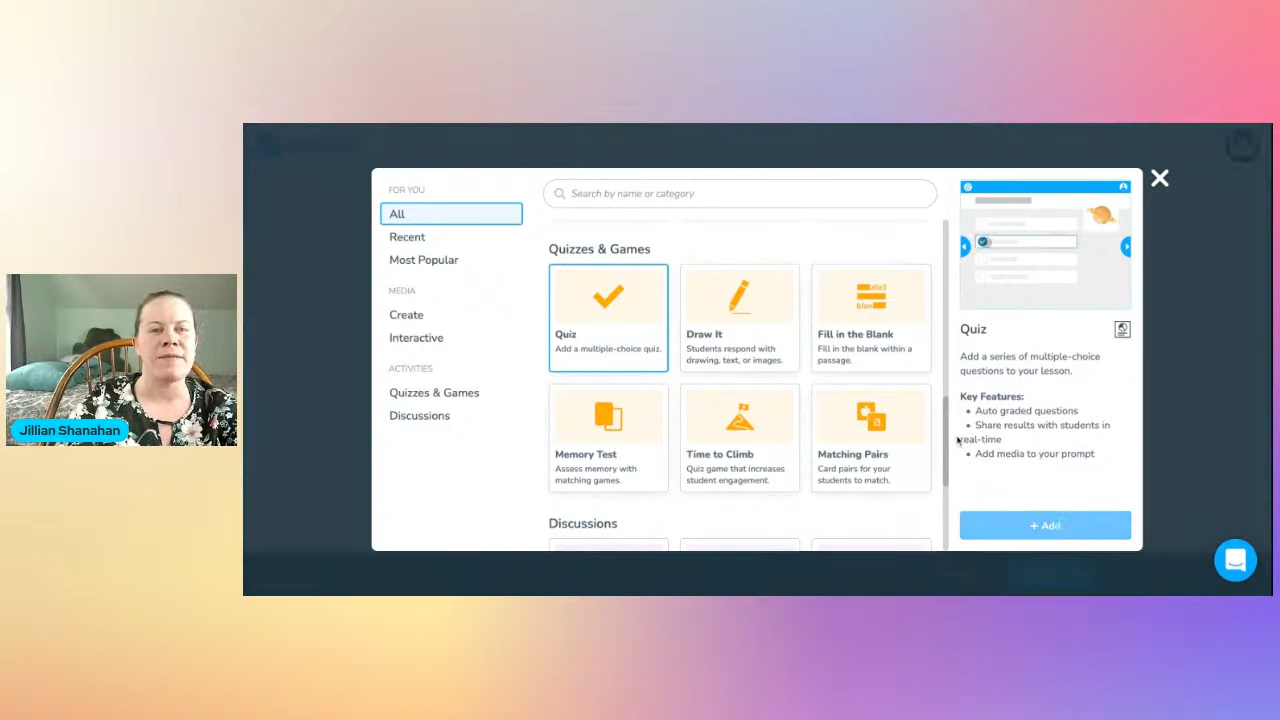 Jillian Shanahan
FOR YOU
All
Recent
Most Popular
MEDIA
Create
Interactive
ACTIVITIES
Quizzes & Games
Discussions
Search by name or category
Quizzes & Games
Quiz
Add a multiple-choice quiz.
Draw It
Students respond with
drawing, text, or images.
abcd
blan
Fill in the Blank
Fill in the blank within a
passage.
Memory Test
Assess memory with
matching games.
Time to Climb
Quiz game that increases
student engagement.
a
Matching Pairs
Card pairs for your
students to match.
Discussions
Quiz
Add a series of multiple-choice
questions to your lesson.
Key Features:
• Auto graded questions
• Share results with students in
real-time
• Add media to your prompt
+ Add